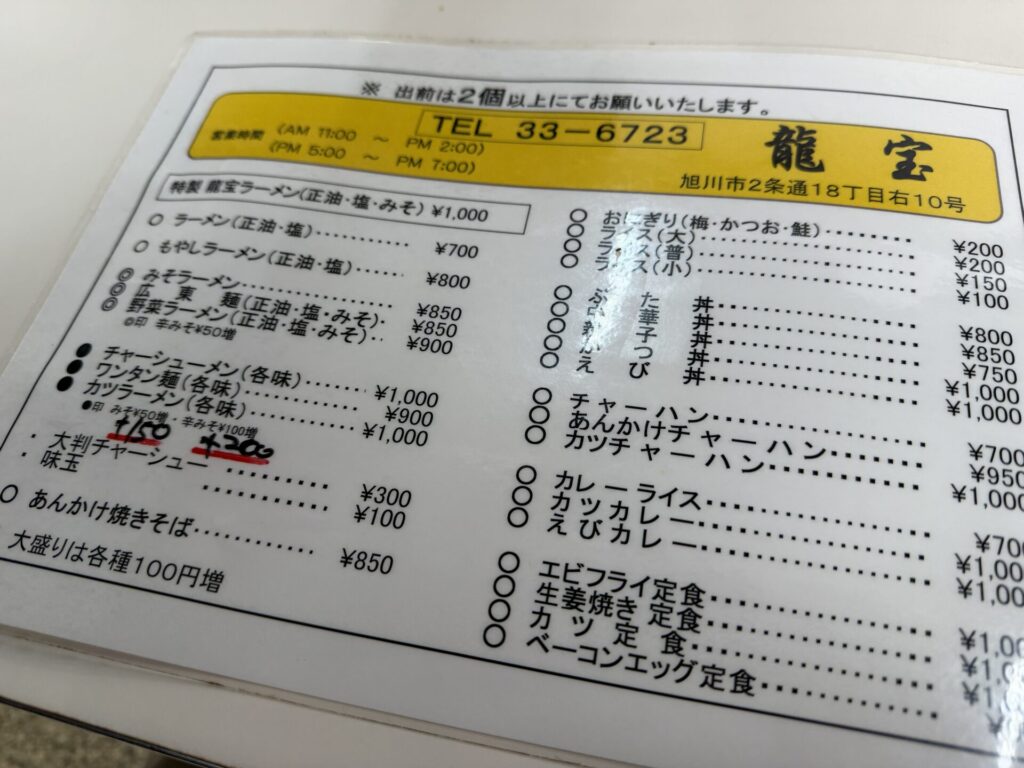 ※ 出前は2個以上にてお願いいたします。
営業時間 (AM 11:00 ～ PM 2:00)
(PM 5:00 ～ PM 7:00)
TEL 33－6723
龍宝
旭川市2条通18丁目右10号
特製 龍宝ラーメン(正油・塩・みそ) ¥1,000
○ ラーメン(正油・塩) ¥700
○ もやしラーメン(正油・塩) ¥800
◎ みそラーメン ¥850
◎ 広東麺(正油・塩・みそ) ¥850
◎ 野菜ラーメン(正油・塩・みそ) ¥900
◎印 辛みそ¥50増
● チャーシューメン(各味) ¥1,000
● ワンタン麺(各味) ¥900
● カツラーメン(各味) ¥1,000
●印 みそ¥50増 辛みそ¥100増
+150 +200
・大判チャーシュー ¥300
・味玉 ¥100
○ あんかけ焼きそば ¥850
大盛りは各種100円増
○ おにぎり(梅・かつお・鮭) ¥200
○ ライス(大) ¥200
○ ライス(普) ¥150
○ ライス(小) ¥100
○ ぶた丼 ¥800
○ 中華丼 ¥850
○ 丼 ¥750
○ かつ丼 ¥1,000
○ えび丼 ¥1,000
○ チャーハン ¥700
○ あんかけチャーハン ¥950
○ カツチャーハン ¥1,000
○ カレーライス ¥700
○ カツカレー ¥1,00
○ えびカレー ¥1,00
○ エビフライ定食 ¥1,00
○ 生姜焼き定食
○ カツ定食
○ ベーコンエッグ定食